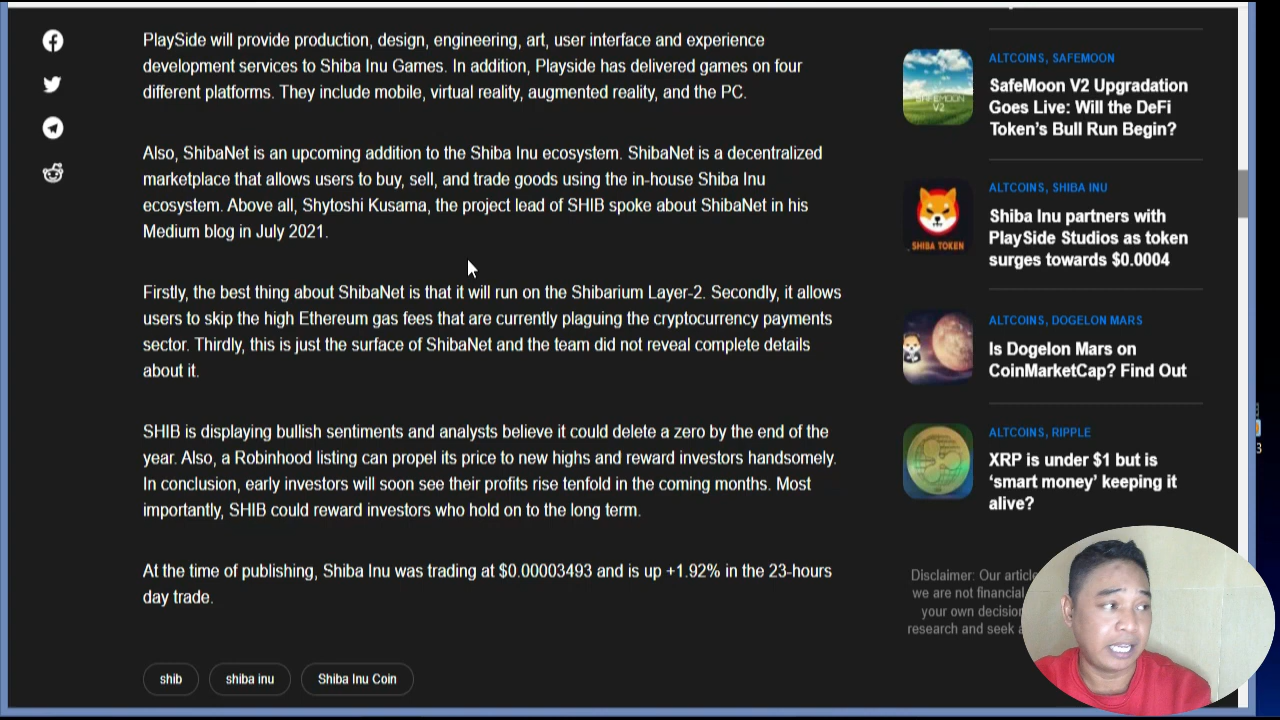 PlaySide will provide production, design, engineering, art, user interface and experience
development services to Shiba Inu Games. In addition, Playside has delivered games on four
different platforms. They include mobile, virtual reality, augmented reality, and the PC.
Also, ShibaNet is an upcoming addition to the Shiba Inu ecosystem. ShibaNet is a decentralized
marketplace that allows users to buy, sell, and trade goods using the in-house Shiba Inu
ecosystem. Above all, Shytoshi Kusama, the project lead of SHIB spoke about ShibaNet in his
Medium blog in July 2021.
Firstly, the best thing about ShibaNet is that it will run on the Shibarium Layer-2. Secondly, it allows
users to skip the high Ethereum gas fees that are currently plaguing the cryptocurrency payments
sector. Thirdly, this is just the surface of ShibaNet and the team did not reveal complete details
about it.
SHIB is displaying bullish sentiments and analysts believe it could delete a zero by the end of the
year. Also, a Robinhood listing can propel its price to new highs and reward investors handsomely.
In conclusion, early investors will soon see their profits rise tenfold in the coming months. Most
importantly, SHIB could reward investors who hold on to the long term.
At the time of publishing, Shiba Inu was trading at $0.00003493 and is up +1.92% in the 23-hours
day trade.
shib
shiba inu
Shiba Inu Coin
ALTCOINS, SAFEMOON
SafeMoon V2 Upgradation
Goes Live: Will the DeFi
Token's Bull Run Begin?
SAFEMOON
V2
ALTCOINS, SHIBA INU
Shiba Inu partners with
PlaySide Studios as token
surges towards $0.0004
SHIBA TOKEN
ALTCOINS, DOGELON MARS
Is Dogelon Mars on
CoinMarketCap? Find Out
ALTCOINS, RIPPLE
XRP is under $1 but is
'smart money' keeping it
alive?
Disclaimer: Our
we are not financial
your own
research and seek